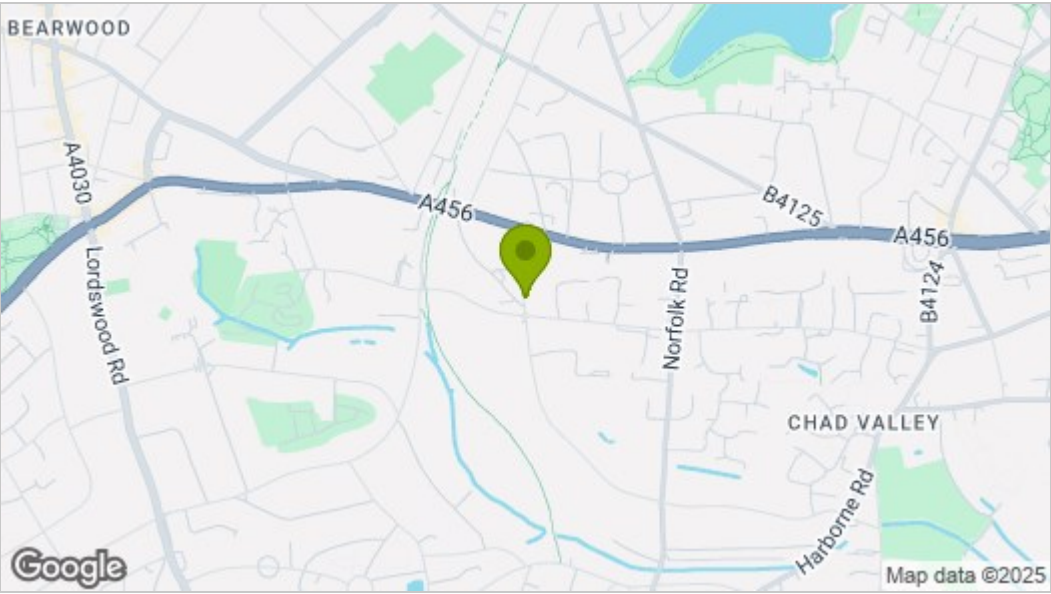 BEARWOOD
A4030
A456
B4125
A456
Lordswood Rd
Norfolk Rd
B4124
CHAD VALLEY
Harborne Rd
Google
Map data ©2025